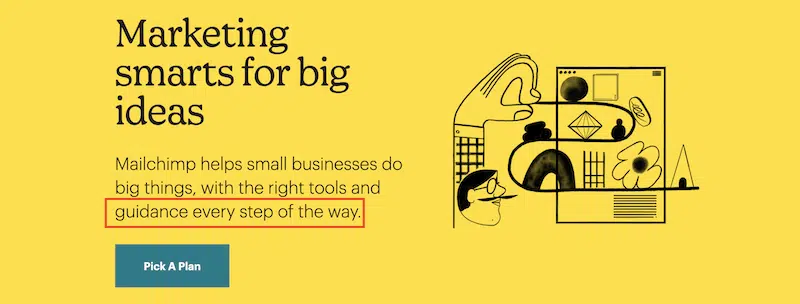 Marketing
smarts for big
ideas
Mailchimp helps small businesses do
big things, with the right tools and
guidance every step of the way.
Pick A Plan